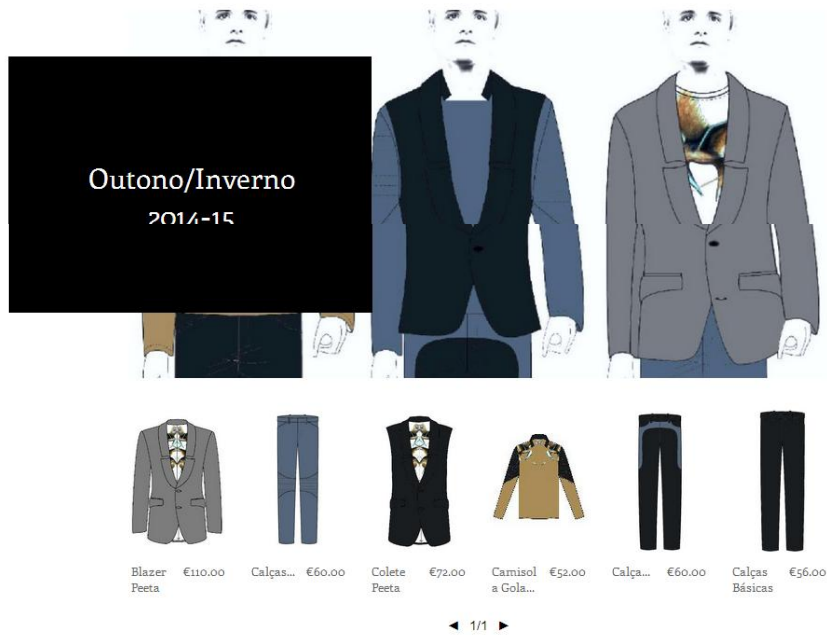 Outono/Inverno
2014-15
Blazer Peeta €110.00
Calças... €60.00
Colete Peeta €72.00
Camisol a Gola... €52.00
Calça... €60.00
Calças Básicas €56.00
◄ 1/1 ►